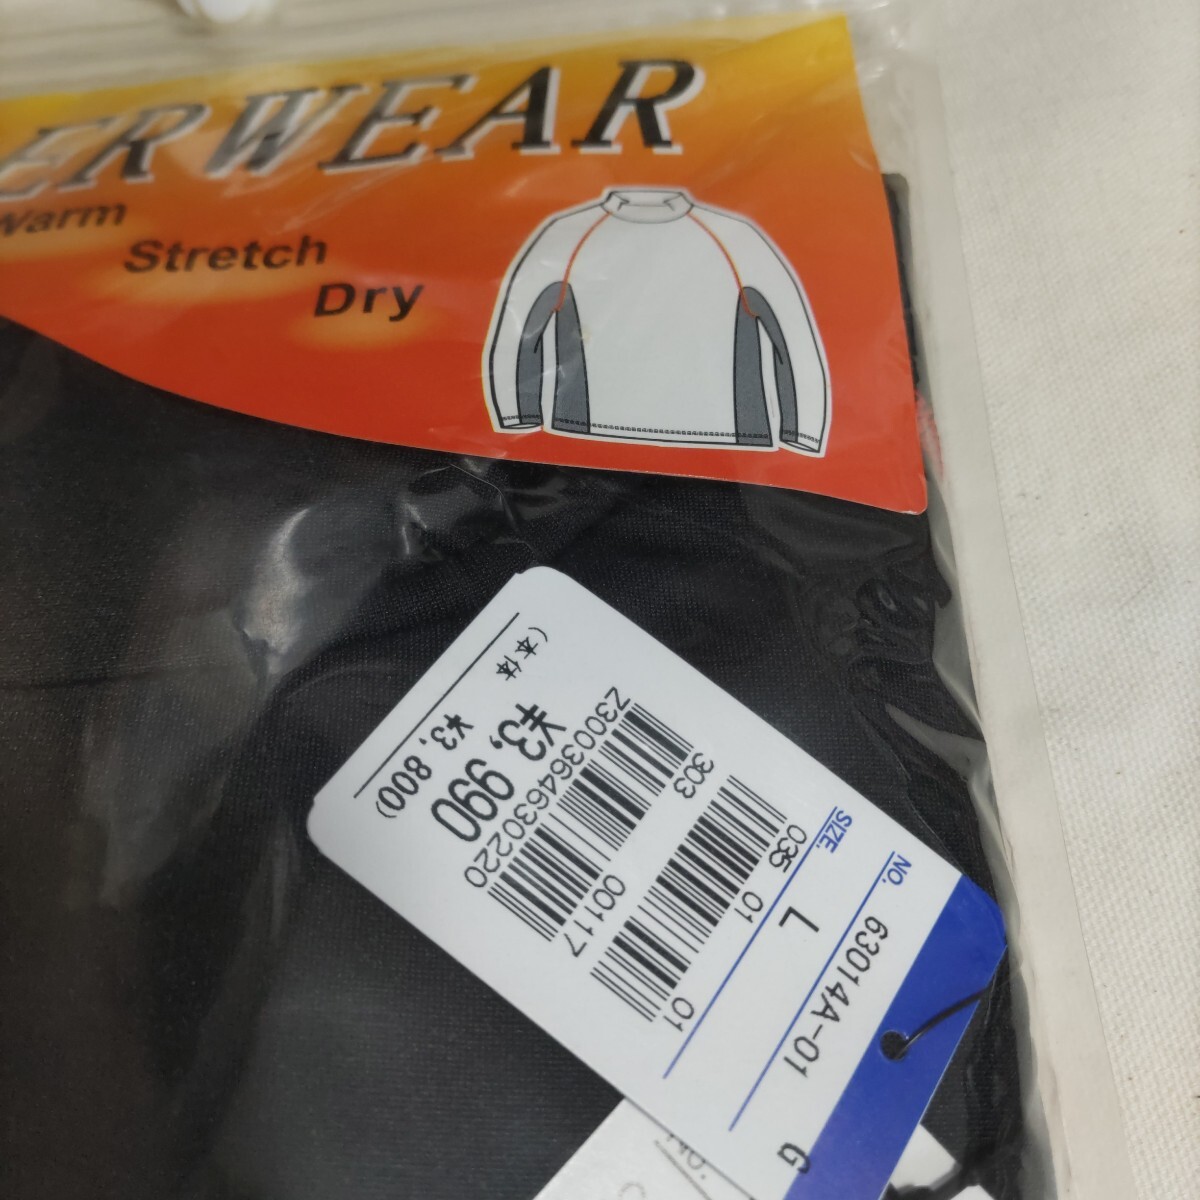 ERWEAR
Warm
Stretch
Dry
NO. 63014A-01 G
SIZE. L
035 01 01
303 00117
Z3003646302220
¥3,990
(本体 ¥3,800)